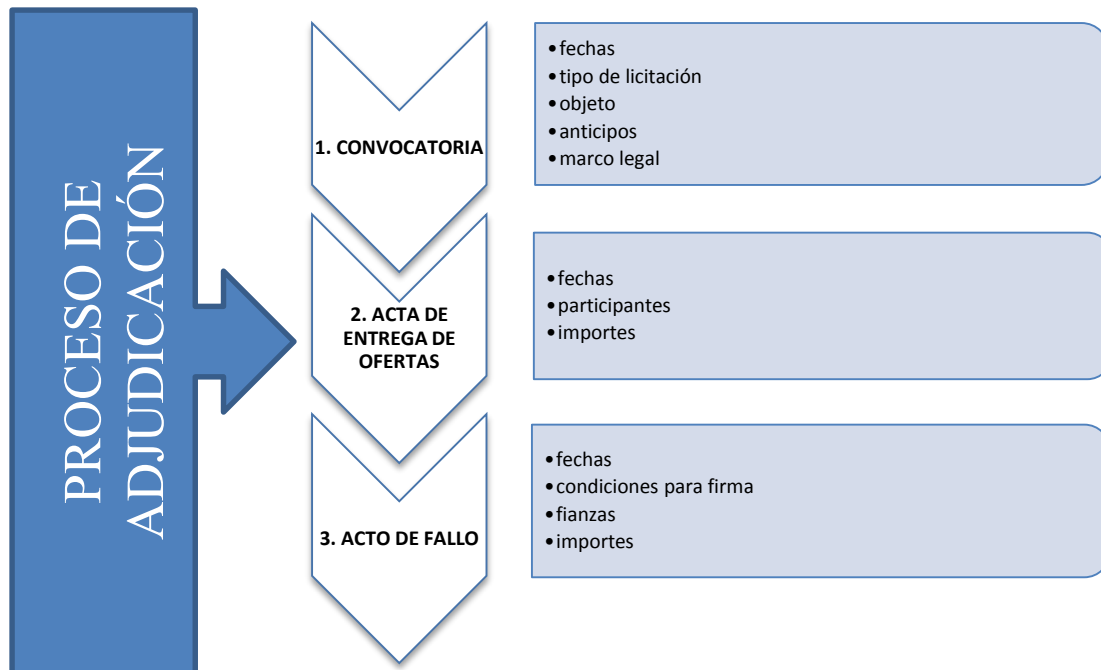 PROCESO DE
ADJUDICACIÓN
1. CONVOCATORIA
•fechas
•tipo de licitación
•objeto
•anticipos
•marco legal
2. ACTA DE
ENTREGA DE
OFERTAS
•fechas
•participantes
•importes
3. ACTO DE FALLO
•fechas
•condiciones para firma
•fianzas
•importes